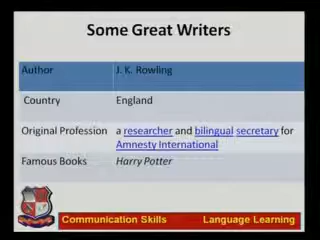 Some Great Writers
Author J. K. Rowling
Country England
Original Profession a researcher and bilingual secretary for
Amnesty International
Famous Books Harry Potter
Communication Skills Language Learning